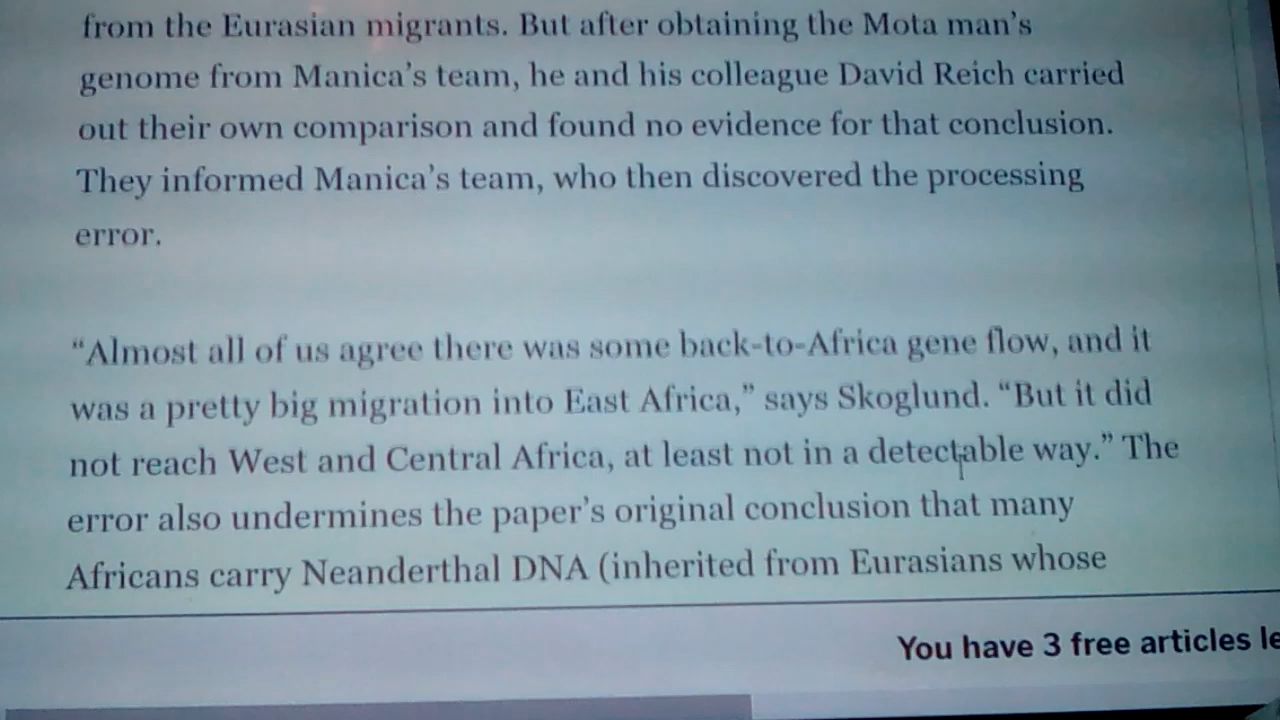 from the Eurasian migrants. But after obtaining the Mota man’s
genome from Manica’s team, he and his colleague David Reich carried
out their own comparison and found no evidence for that conclusion.
They informed Manica’s team, who then discovered the processing
error.
“Almost all of us agree there was some back-to-Africa gene flow, and it
was a pretty big migration into East Africa,” says Skoglund. “But it did
not reach West and Central Africa, at least not in a detectable way.” The
error also undermines the paper’s original conclusion that many
Africans carry Neanderthal DNA (inherited from Eurasians whose
You have 3 free articles le